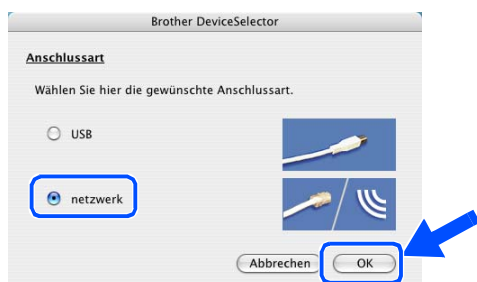 Brother DeviceSelector
Anschlussart
Wählen Sie hier die gewünschte Anschlussart.
USB
netzwerk
Abbrechen OK